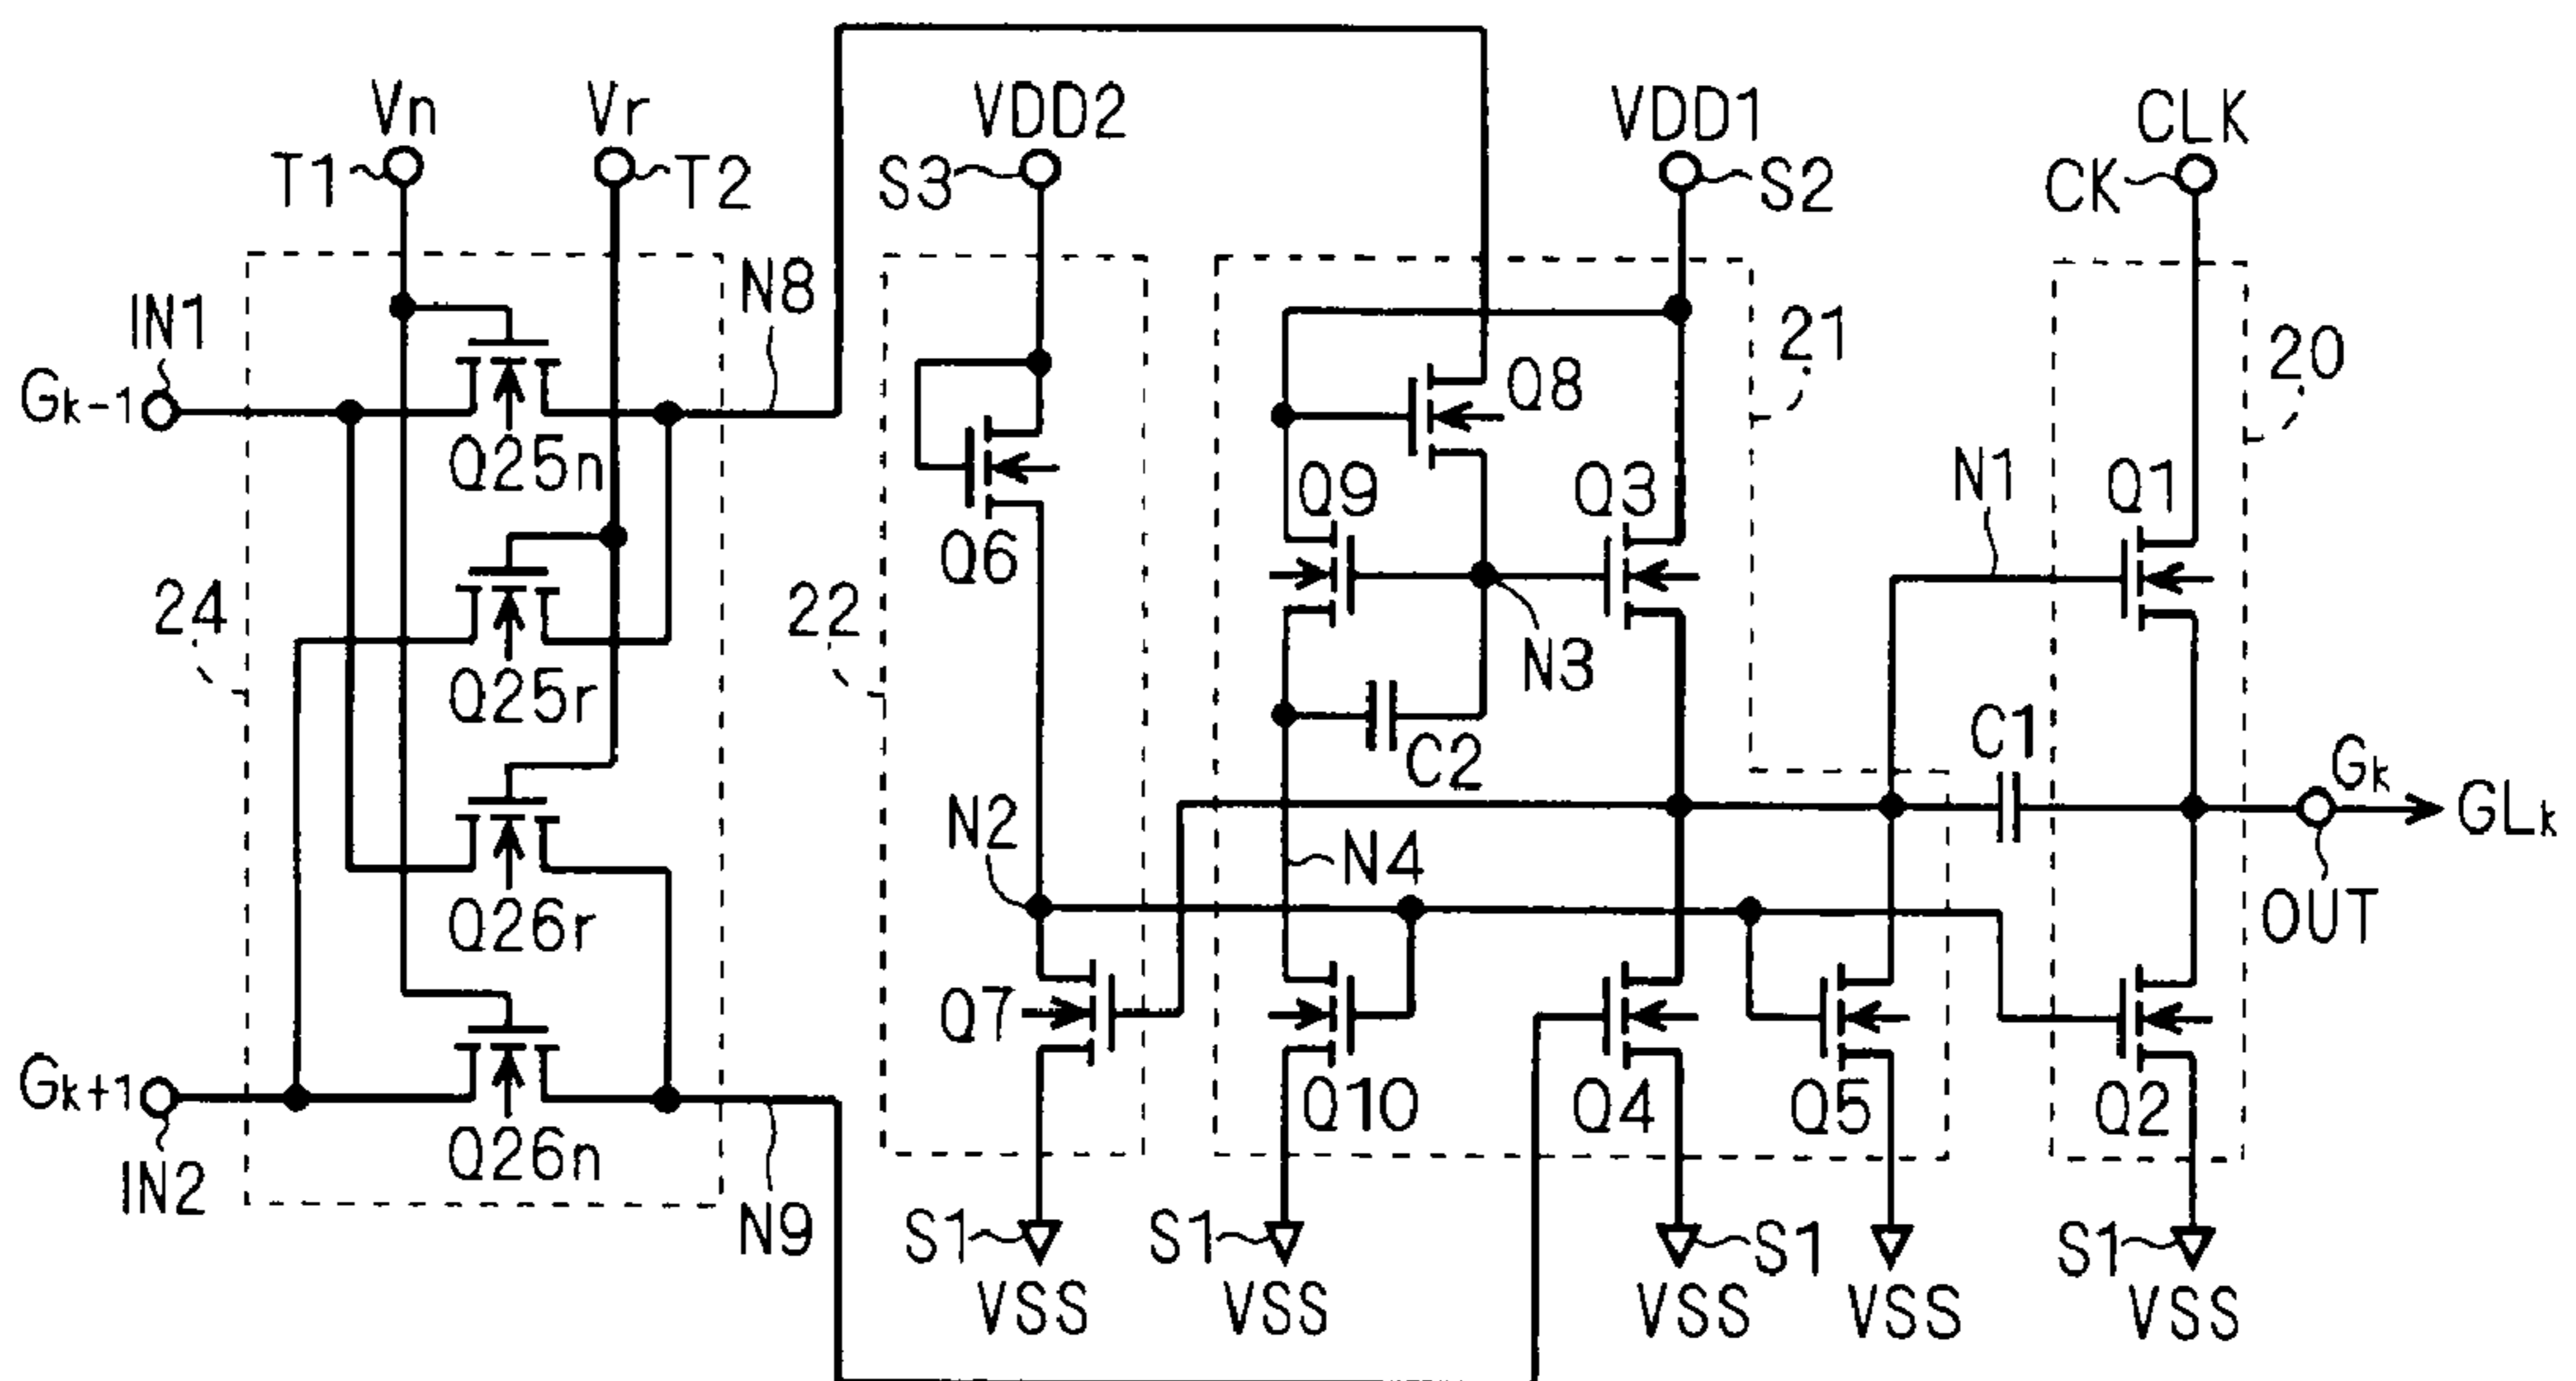 Vn
Vr
VDD2
VDD1
CLK
T1
T2
S3
S2
CK
IN1
N8
21
20
Gk-1
Q8
Q25n
Q9
Q3
N1
Q1
Q6
24
22
N3
Q25r
C2
C1
Gk
GLk
N2
N4
Q26r
OUT
Q7
Gk+1
Q10
Q4
Q5
Q2
Q26n
IN2
N9
S1
S1
S1
S1
VSS
VSS
VSS
VSS
VSS